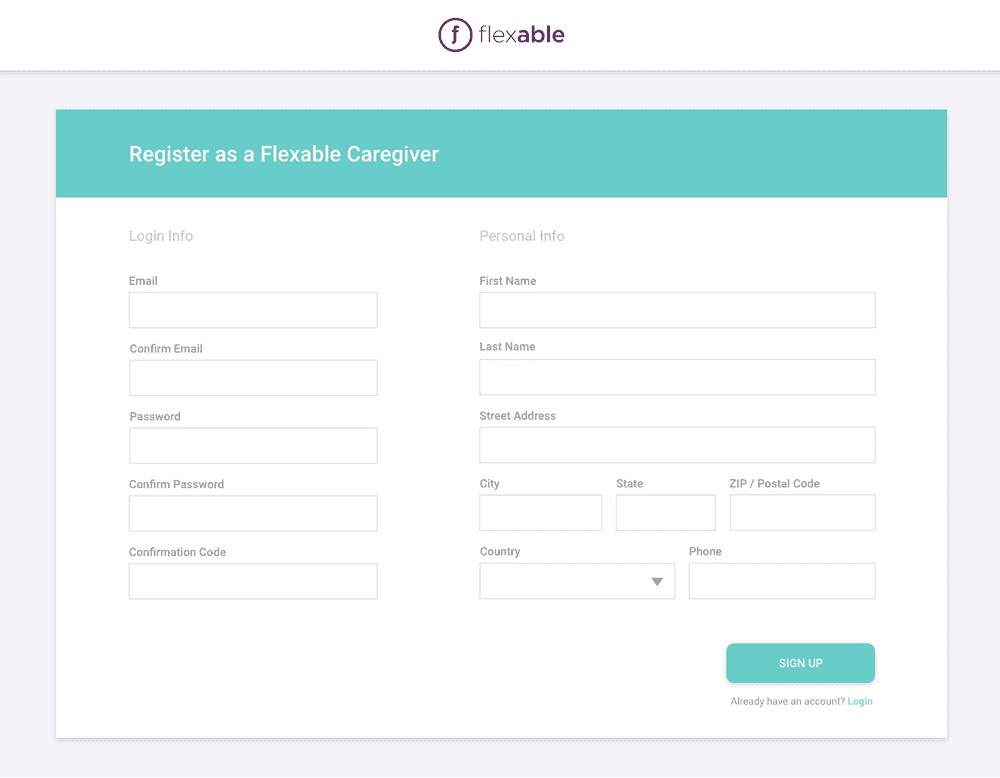 flexable
Register as a Flexable Caregiver
Login Info
Email
Confirm Email
Password
Confirm Password
Confirmation Code
Personal Info
First Name
Last Name
Street Address
City State ZIP / Postal Code
Country Phone
SIGN UP
Already have an account? Login